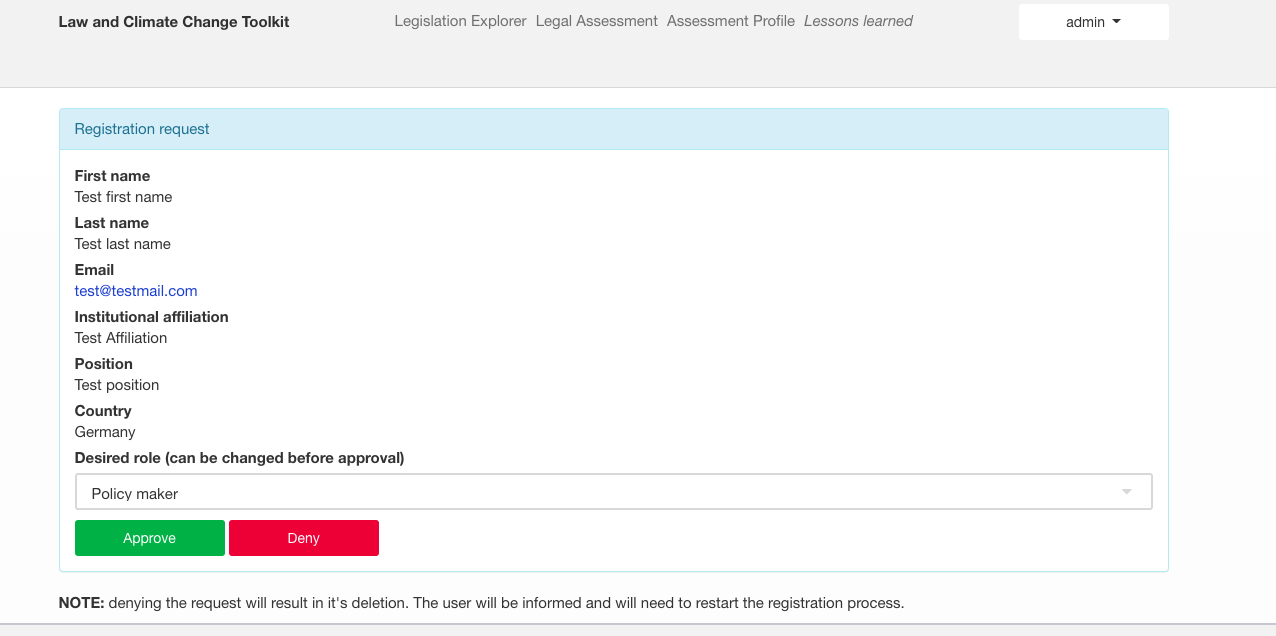 Law and Climate Change Toolkit
Legislation Explorer Legal Assessment Assessment Profile Lessons learned
admin
Registration request
First name
Test first name
Last name
Test last name
Email
test@testmail.com
Institutional affiliation
Test Affiliation
Position
Test position
Country
Germany
Desired role (can be changed before approval)
Policy maker
Approve Deny
NOTE: denying the request will result in it's deletion. The user will be informed and will need to restart the registration process.